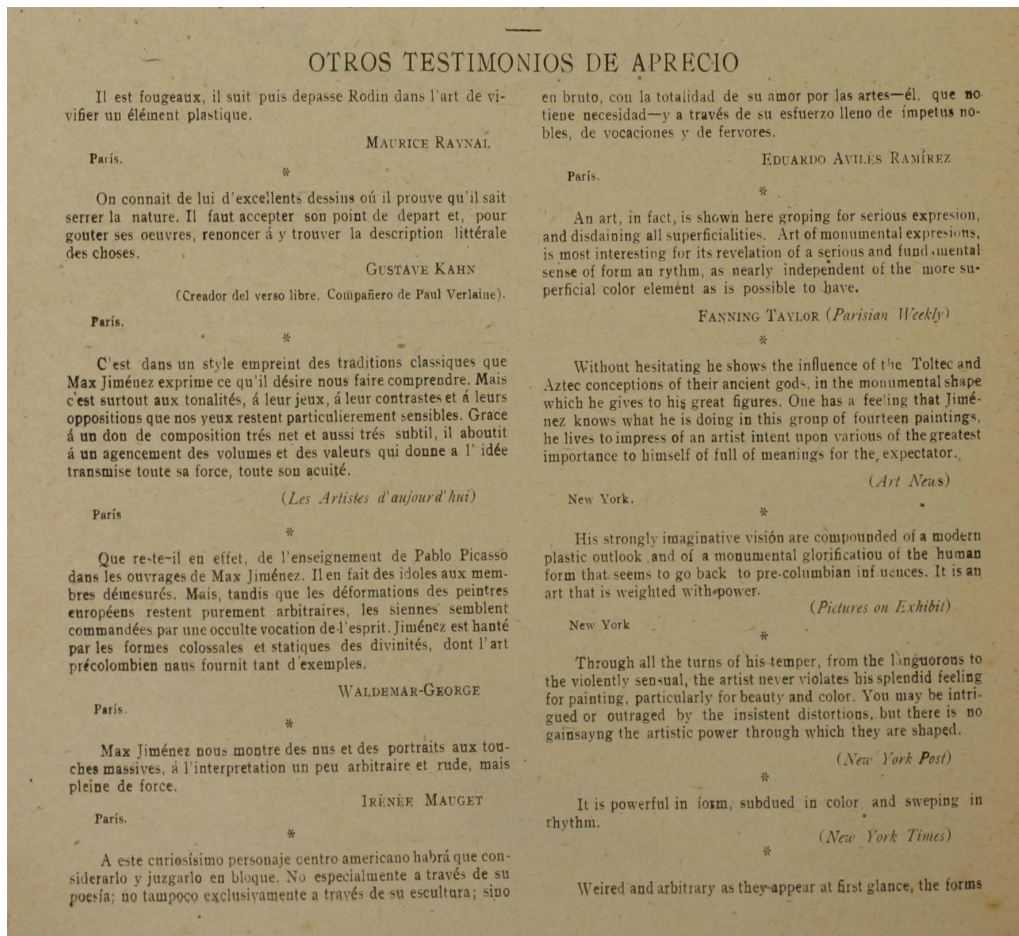 OTROS TESTIMONIOS DE APRECIO
Il est fougeaux, il suit puis depasse Rodin dans l'art de vi-
vifier un élément plastique.
MAURICE RAYNAL
París.
*
On connait de lui d'excellents dessins oú il prouve qu'il sait
serrer la nature. Il faut accepter son point de depart et, pour
gouter ses oeuvres, renoncer á y trouver la description littérale
des choses.
GUSTAVE KAHN
(Creador del verso libre. Compañero de Paul Verlaine).
París.
*
C'est dans un style empreint des traditions classiques que
Max Jiménez exprime ce qu'il désire nous faire comprendre. Mais
c'est surtout aux tonalités, á leur jeux, á leur contrastes et á leurs
oppositions que nos yeux restent particulierement sensibles. Grace
á un don de composition trés net et aussi trés subtil, il aboutit
á un agencement des volumes et des valeurs qui donne a l' idée
transmise toute sa force, toute son acuité.
(Les Artistes d'aujourd'hui)
París
*
Que reste-il en effet, de l'enseignement de Pablo Picasso
dans les ouvrages de Max Jiménez. Il en fait des idoles aux mem-
bres démesurés. Mais, tandis que les déformations des peintres
européens restent purement arbitraires, les siennes semblent
commandées par une occulte vocation de l'esprit. Jiménez est hanté
par les formes colossales et statiques des divinités, dont l'art
précolombien naus fournit tant d'exemples.
WALDEMAR-GEORGE
París.
*
Max Jiménez nous montre des nus et des portraits aux tou-
ches massives, á l'interpretation un peu arbitraire et rude, mais
pleine de force.
IRÉNÉE MAUGET
París.
*
A este curiosísimo personaje centro americano habrá que con-
siderarlo y juzgarlo en bloque. No especialmente a través de su
poesía; no tampoco exclusivamente a través de su escultura; sino
en bruto, con la totalidad de su amor por las artes—él, que no
tiene necesidad—y a través de su esfuerzo lleno de ímpetus no-
bles, de vocaciones y de fervores.
EDUARDO AVILÉS RAMÍREZ
París.
*
An art, in fact, is shown here groping for serious expresion,
and disdaining all superficialities. Art of monumental expresions,
is most interesting for its revelation of a serious and fundamental
sense of form an rythm, as nearly independent of the more su-
perficial color element as is possible to have.
FANNING TAYLOR (Parisian Weekly)
*
Without hesitating he shows the influence of the Toltec and
Aztec conceptions of their ancient gods, in the monumental shape
which he gives to his great figures. One has a feeling that Jimé-
nez knows what he is doing in this group of fourteen paintings,
he lives to impress of an artist intent upon various of the greatest
importance to himself of full of meanings for the expectator.
(Art News)
New York.
*
His strongly imaginative visión are compounded of a modern
plastic outlook and of a monumental glorificatiou of the human
form that seems to go back to pre-columbian influences. It is an
art that is weighted with power.
(Pictures on Exhibit)
New York
*
Through all the turns of his temper, from the languorous to
the violently sensual, the artist never violates his splendid feeling
for painting, particularly for beauty and color. You may be intri-
gued or outraged by the insistent distortions, but there is no
gainsayng the artistic power through which they are shaped.
(New York Post)
*
It is powerful in form, subdued in color and sweping in
rhythm.
(New York Times)
*
Weired and arbitrary as they appear at first glance, the forms